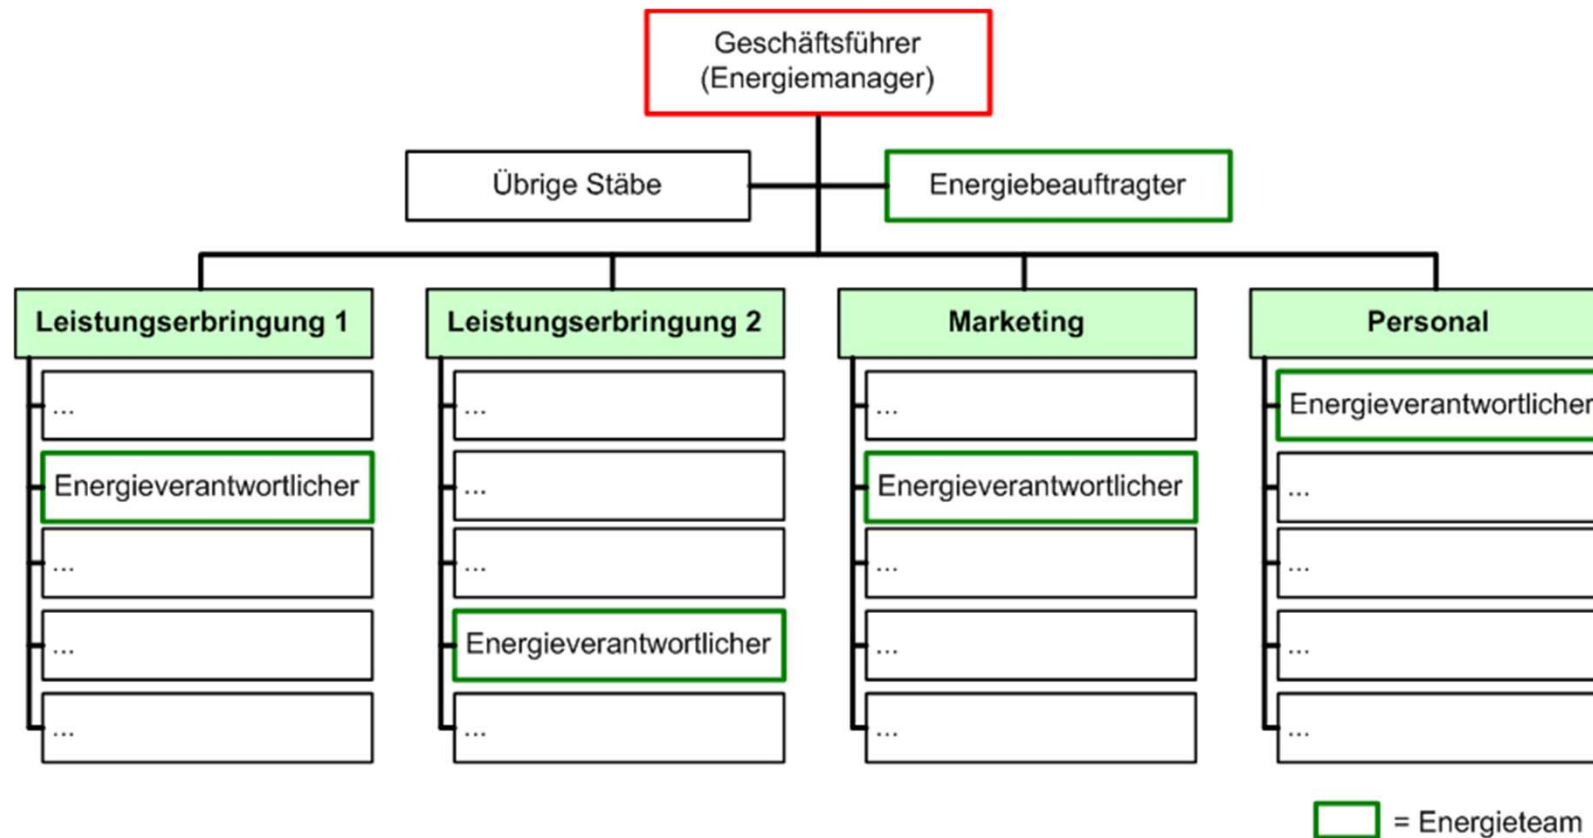 Geschäftsführer
(Energiemanager)
Übrige Stäbe
Energiebeauftragter
Leistungserbringung 1
...
Energieverantwortlicher
...
...
...
Leistungserbringung 2
...
...
...
Energieverantwortlicher
...
Marketing
...
Energieverantwortlicher
...
...
...
Personal
Energieverantwortlicher
...
...
...
...
= Energieteam